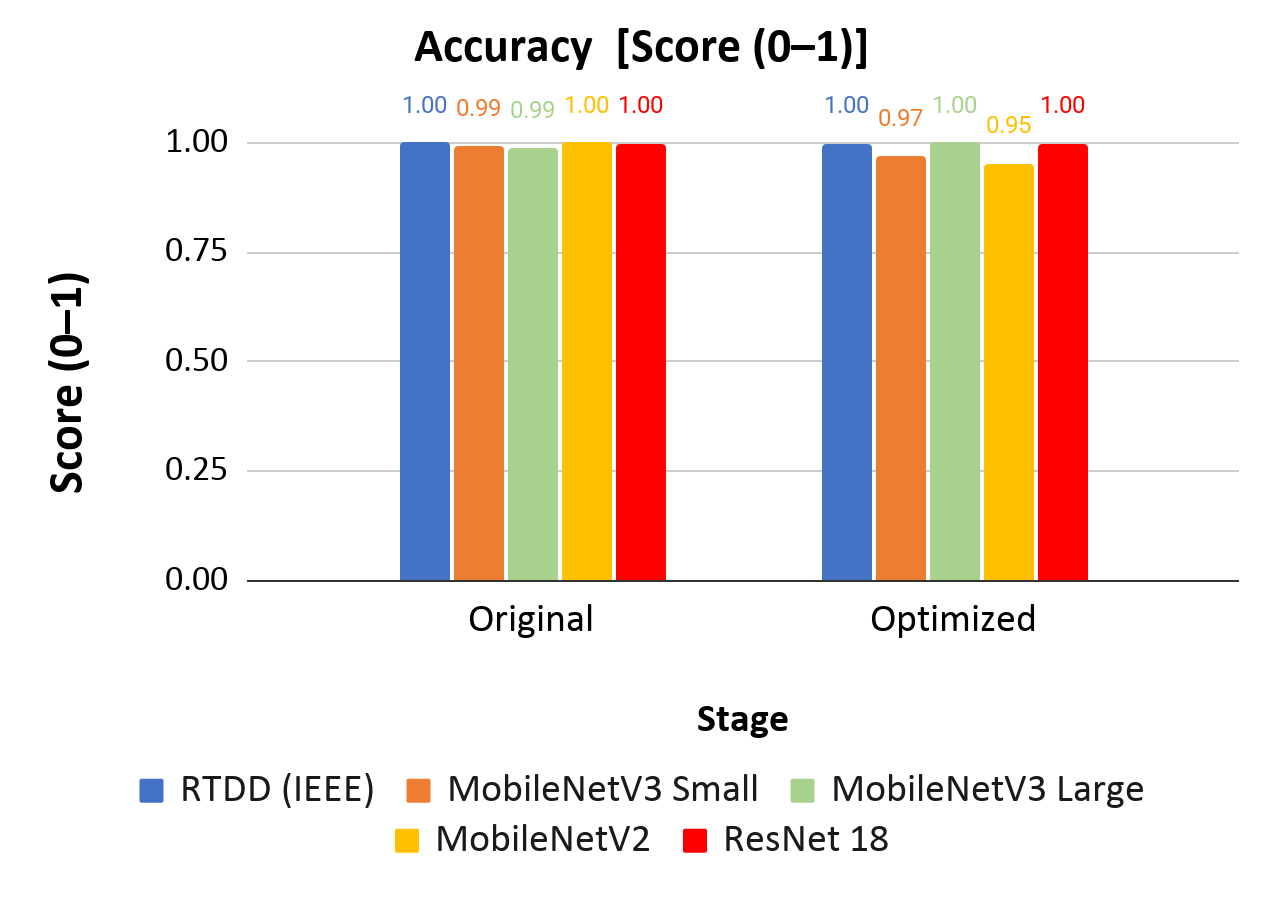 Accuracy [Score (0–1)]
1.00 0.99 0.99 1.00 1.00 1.00 0.97 1.00 0.95 1.00
1.00
0.75
0.50
0.25
0.00
Score (0–1)
Original Optimized
Stage
RTDD (IEEE) MobileNetV3 Small MobileNetV3 Large
MobileNetV2 ResNet 18